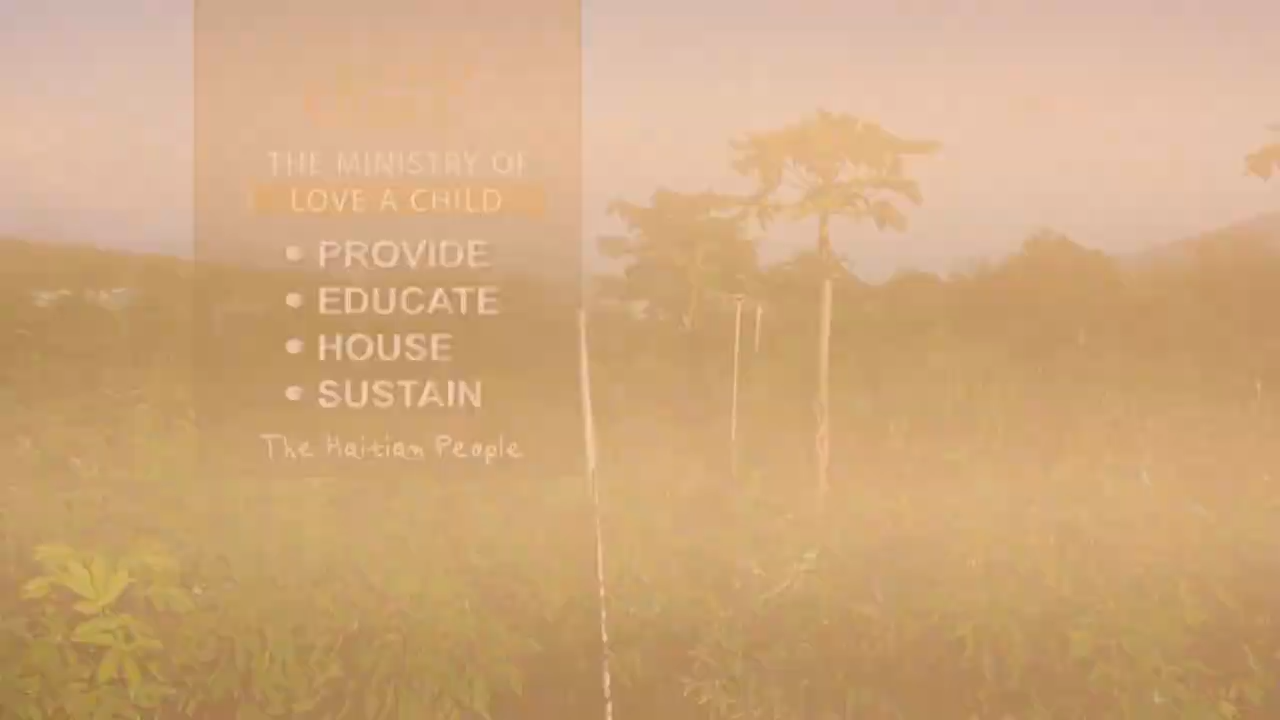 THE MINISTRY OF
LOVE A CHILD
• PROVIDE
• EDUCATE
• HOUSE
• SUSTAIN
The Haitian People